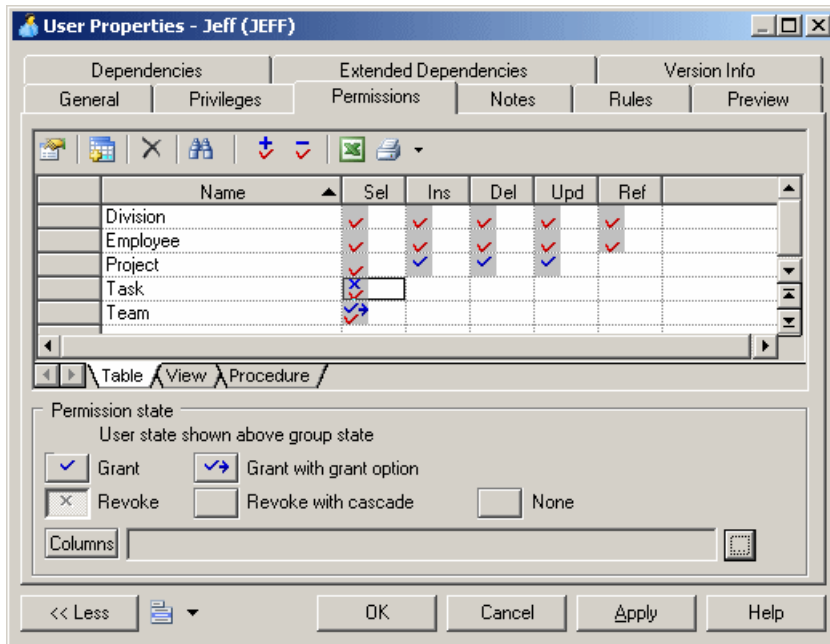 User Properties - Jeff (JEFF)
Dependencies Extended Dependencies Version Info
General Privileges Permissions Notes Rules Preview
Name Sel Ins Del Upd Ref
Division
Employee
Project
Task
Team
Table View Procedure
Permission state
User state shown above group state
Grant Grant with grant option
Revoke Revoke with cascade None
Columns
<< Less OK Cancel Apply Help